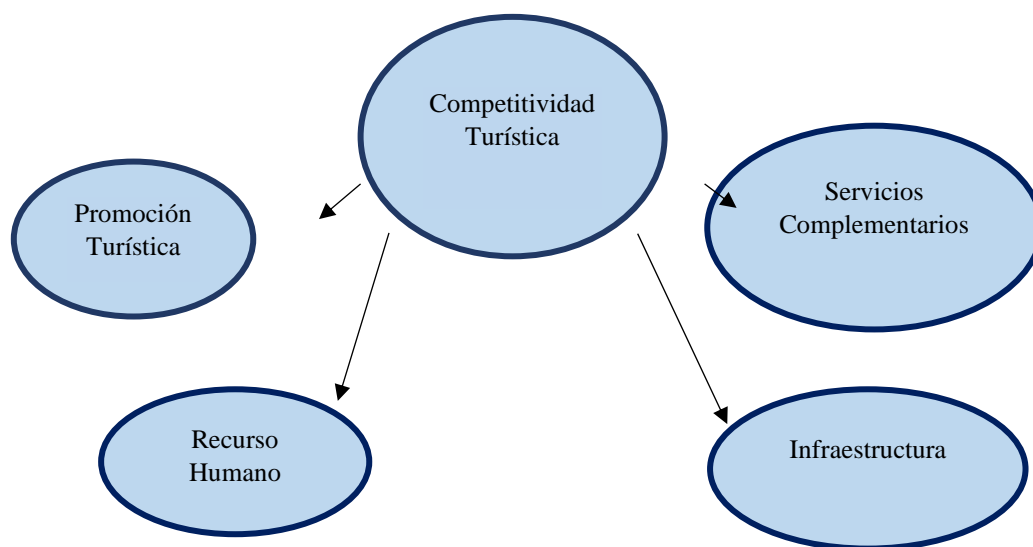 Competitividad
Turística
Promoción
Turística
Servicios
Complementarios
Recurso
Humano
Infraestructura